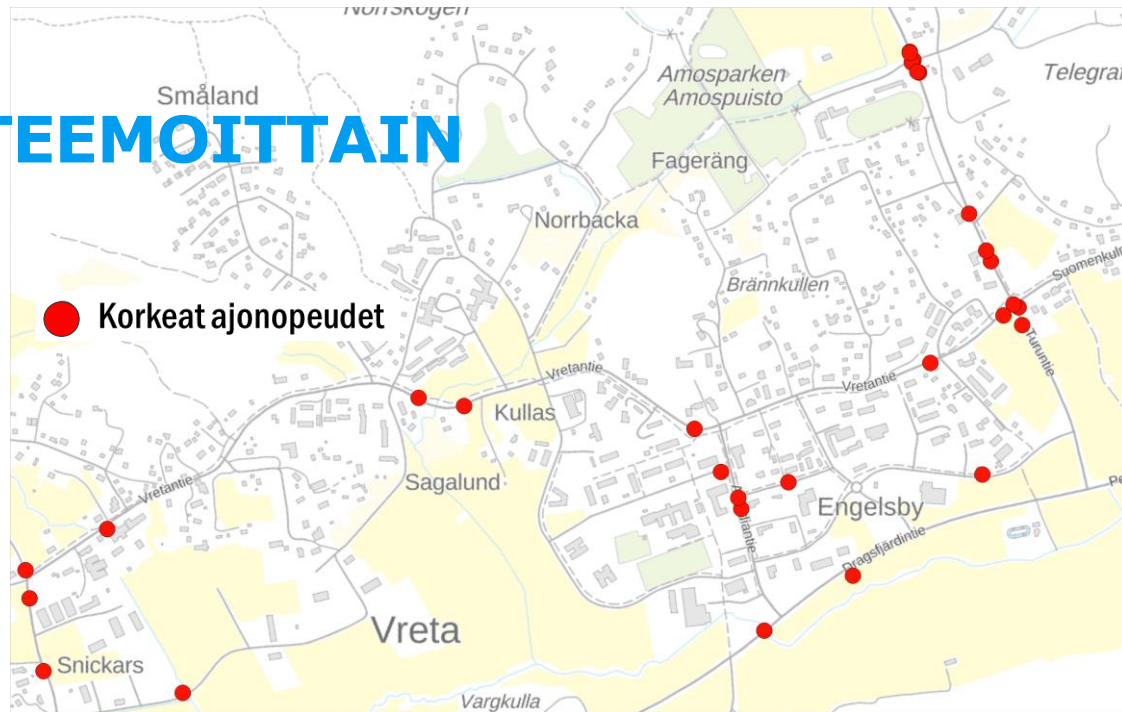 Norrskogen
Småland
TEEMOITTAIN
Amosparken
Amospuisto
Telegraf
Fageräng
Norrbacka
Brännkullen
Suomenkul
Korkeat ajonopeudet
Turuntie
Vretantie
Vretantie
Kullas
Sagalund
Vretantie
Engelsby
Dragsfjärdintie
Vreta
Snickars
Vargkulla